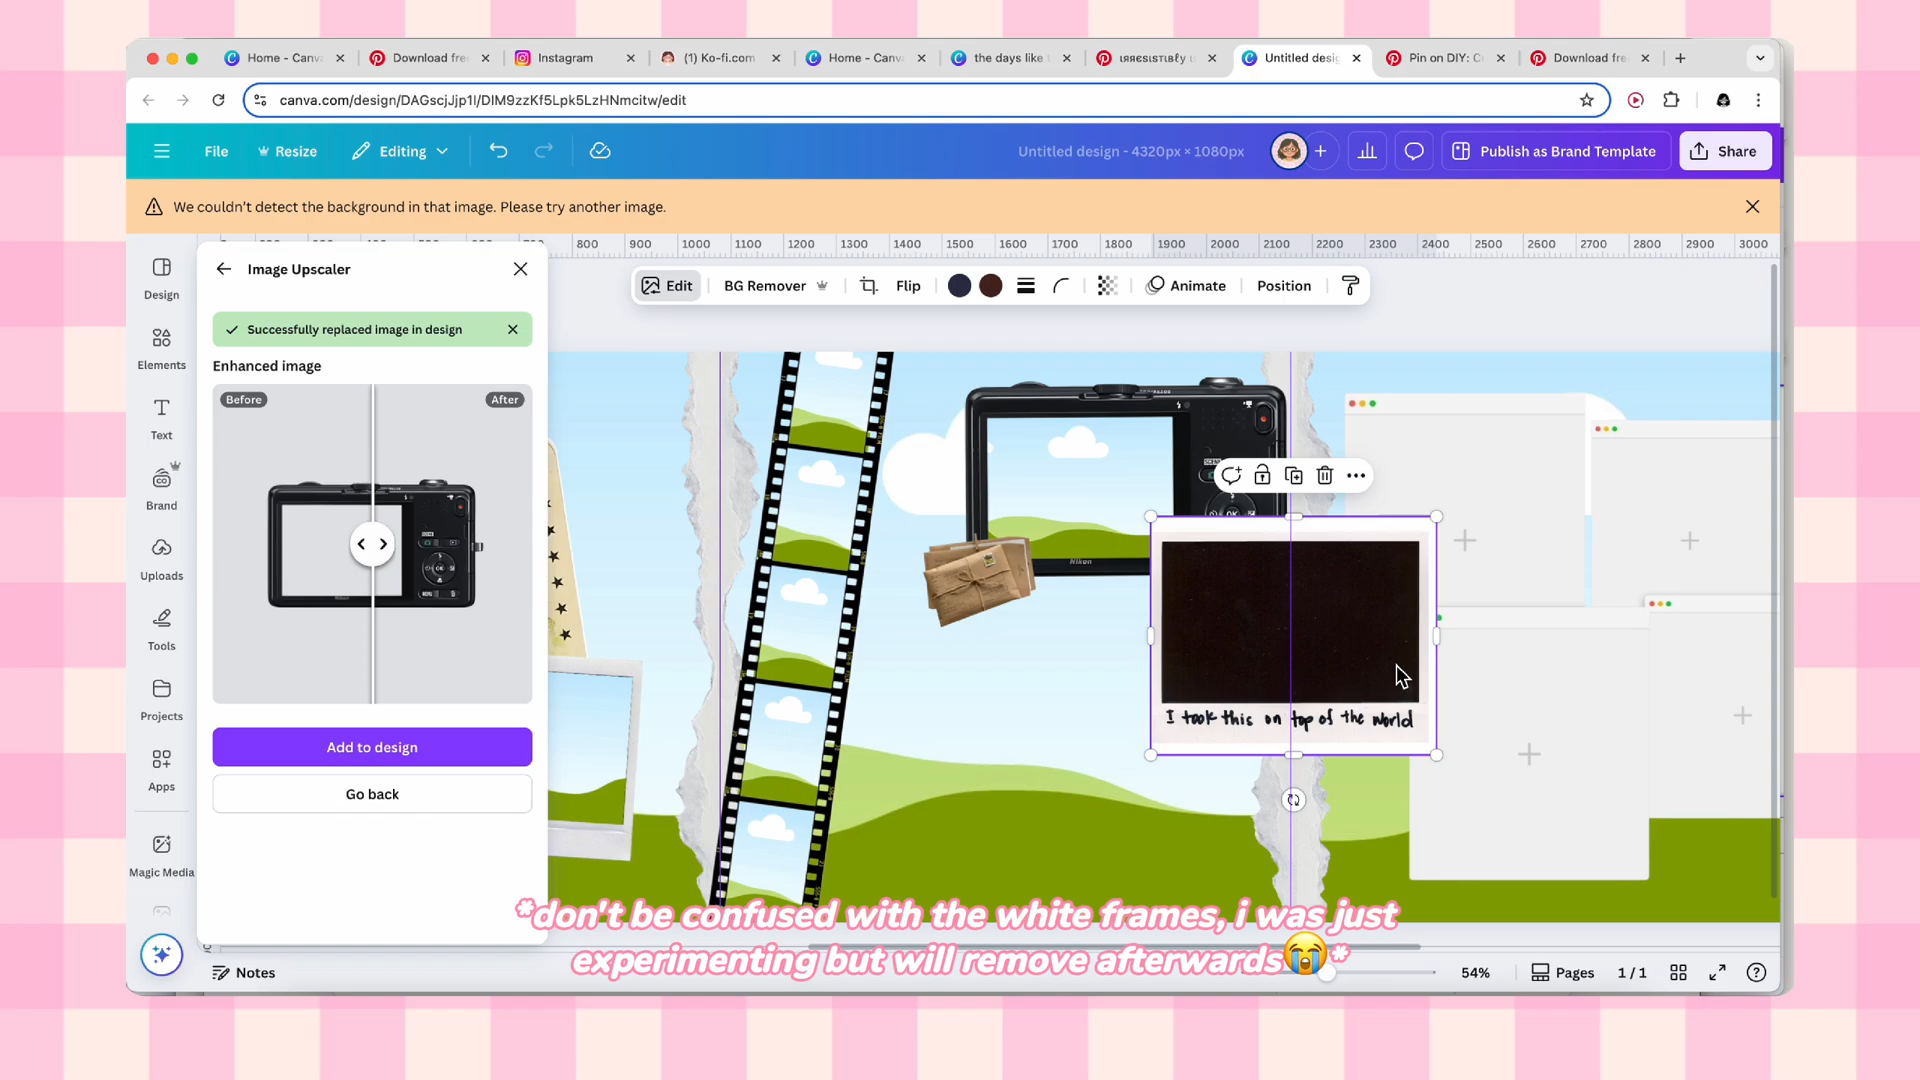 Home - Canva
Download fre
Instagram
(1) Ko-fi.com
Home - Canva
the days like
Untitled desig
Pin on DIY: C
Download fre
canva.com/design/DAGscjJjp1I/DIM9zzKf5Lpk5LzHNmcitw/edit
File
Resize
Editing
Untitled design - 4320px × 1080px
Publish as Brand Template
Share
We couldn't detect the background in that image. Please try another image.
800 900 1000 1100 1200 1300 1400 1500 1600 1700 1800 1900 2000 2100 2200 2300 2400 2500 2600 2700 2800 2900 3000
Design
Elements
Text
Brand
Uploads
Tools
Projects
Apps
Magic Media
Image Upscaler
Successfully replaced image in design
Enhanced image
Before
After
Add to design
Go back
Edit
BG Remover
Flip
Animate
Position
Nikon
I took this on top of the world
*don't be confused with the white frames, i was just
experimenting but will remove afterwards😭*
Notes
54%
Pages
1 / 1